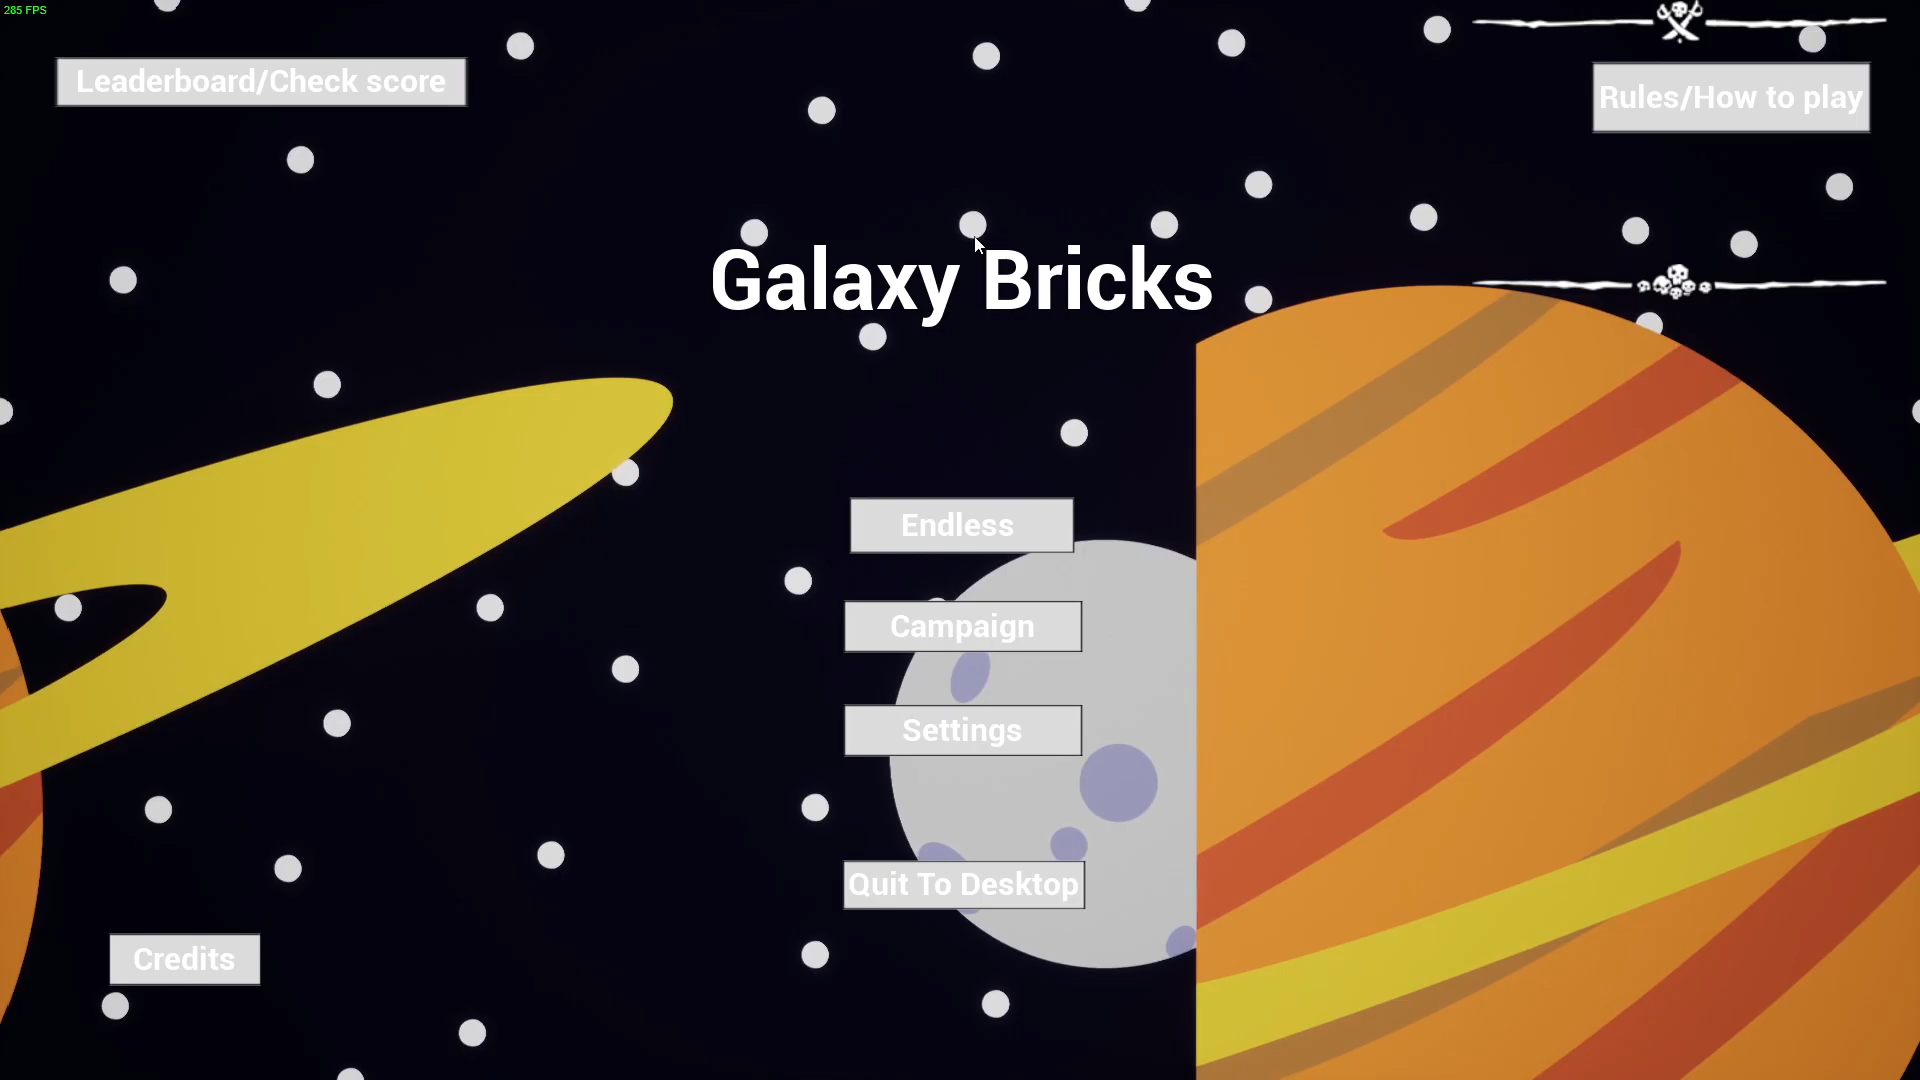 285 FPS
Leaderboard/Check score
Rules/How to play
Galaxy Bricks
Endless
Campaign
Settings
Quit To Desktop
Credits